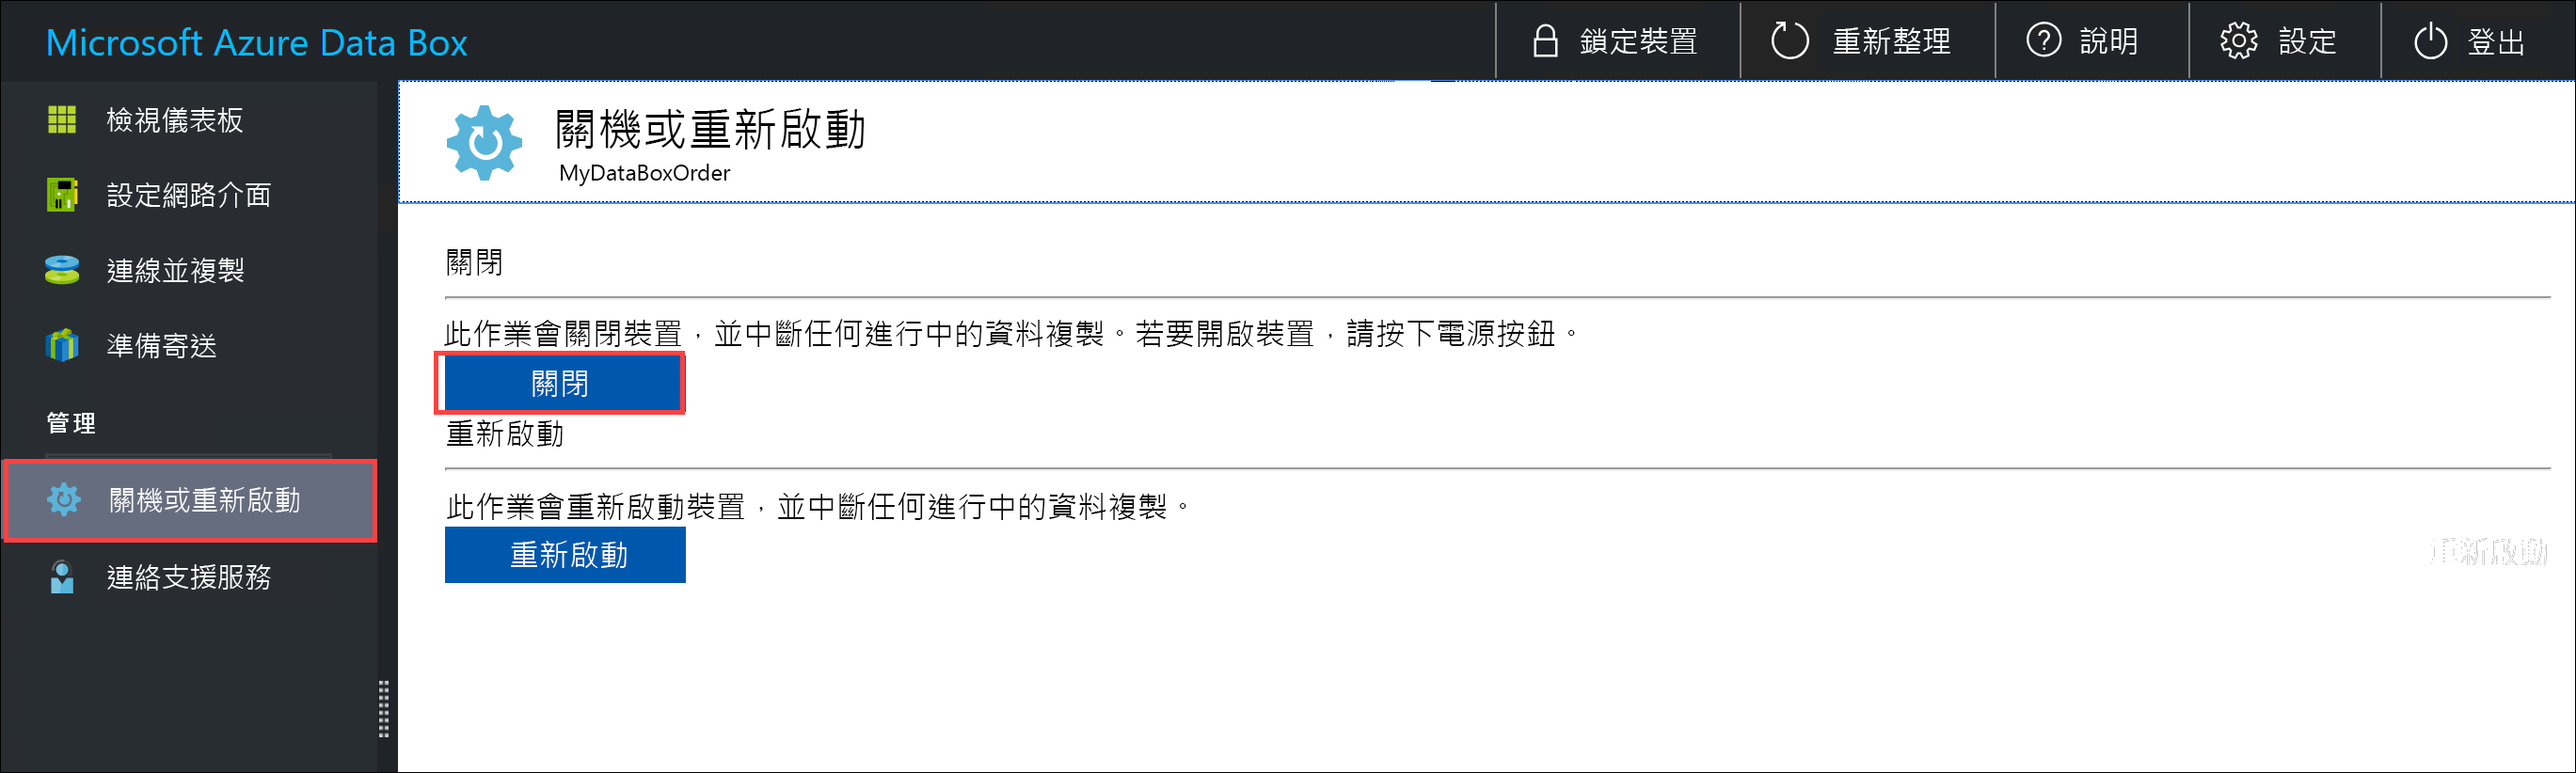 Microsoft Azure Data Box
鎖定裝置
重新整理
說明
設定
登出
檢視儀表板
設定網路介面
連線並複製
準備寄送
管理
關機或重新啟動
連絡支援服務
關機或重新啟動
MyDataBoxOrder
關閉
此作業會關閉裝置，並中斷任何進行中的資料複製。若要開啟裝置，請按下電源按鈕。
關閉
重新啟動
此作業會重新啟動裝置，並中斷任何進行中的資料複製。
重新啟動
重新啟動